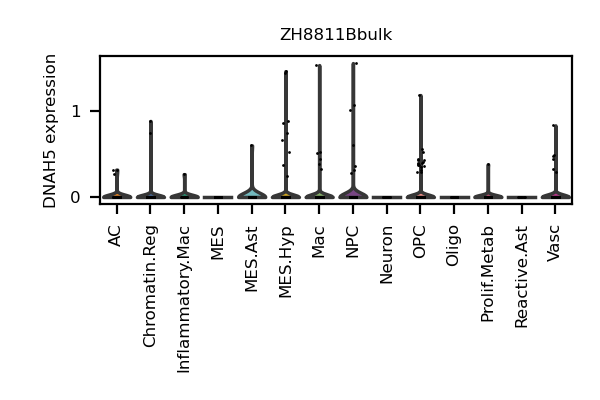 ZH8811Bbulk
DNAH5 expression
1
0
AC
Chromatin.Reg
Inflammatory.Mac
MES
MES.Ast
MES.Hyp
Mac
NPC
Neuron
OPC
Oligo
Prolif.Metab
Reactive.Ast
Vasc